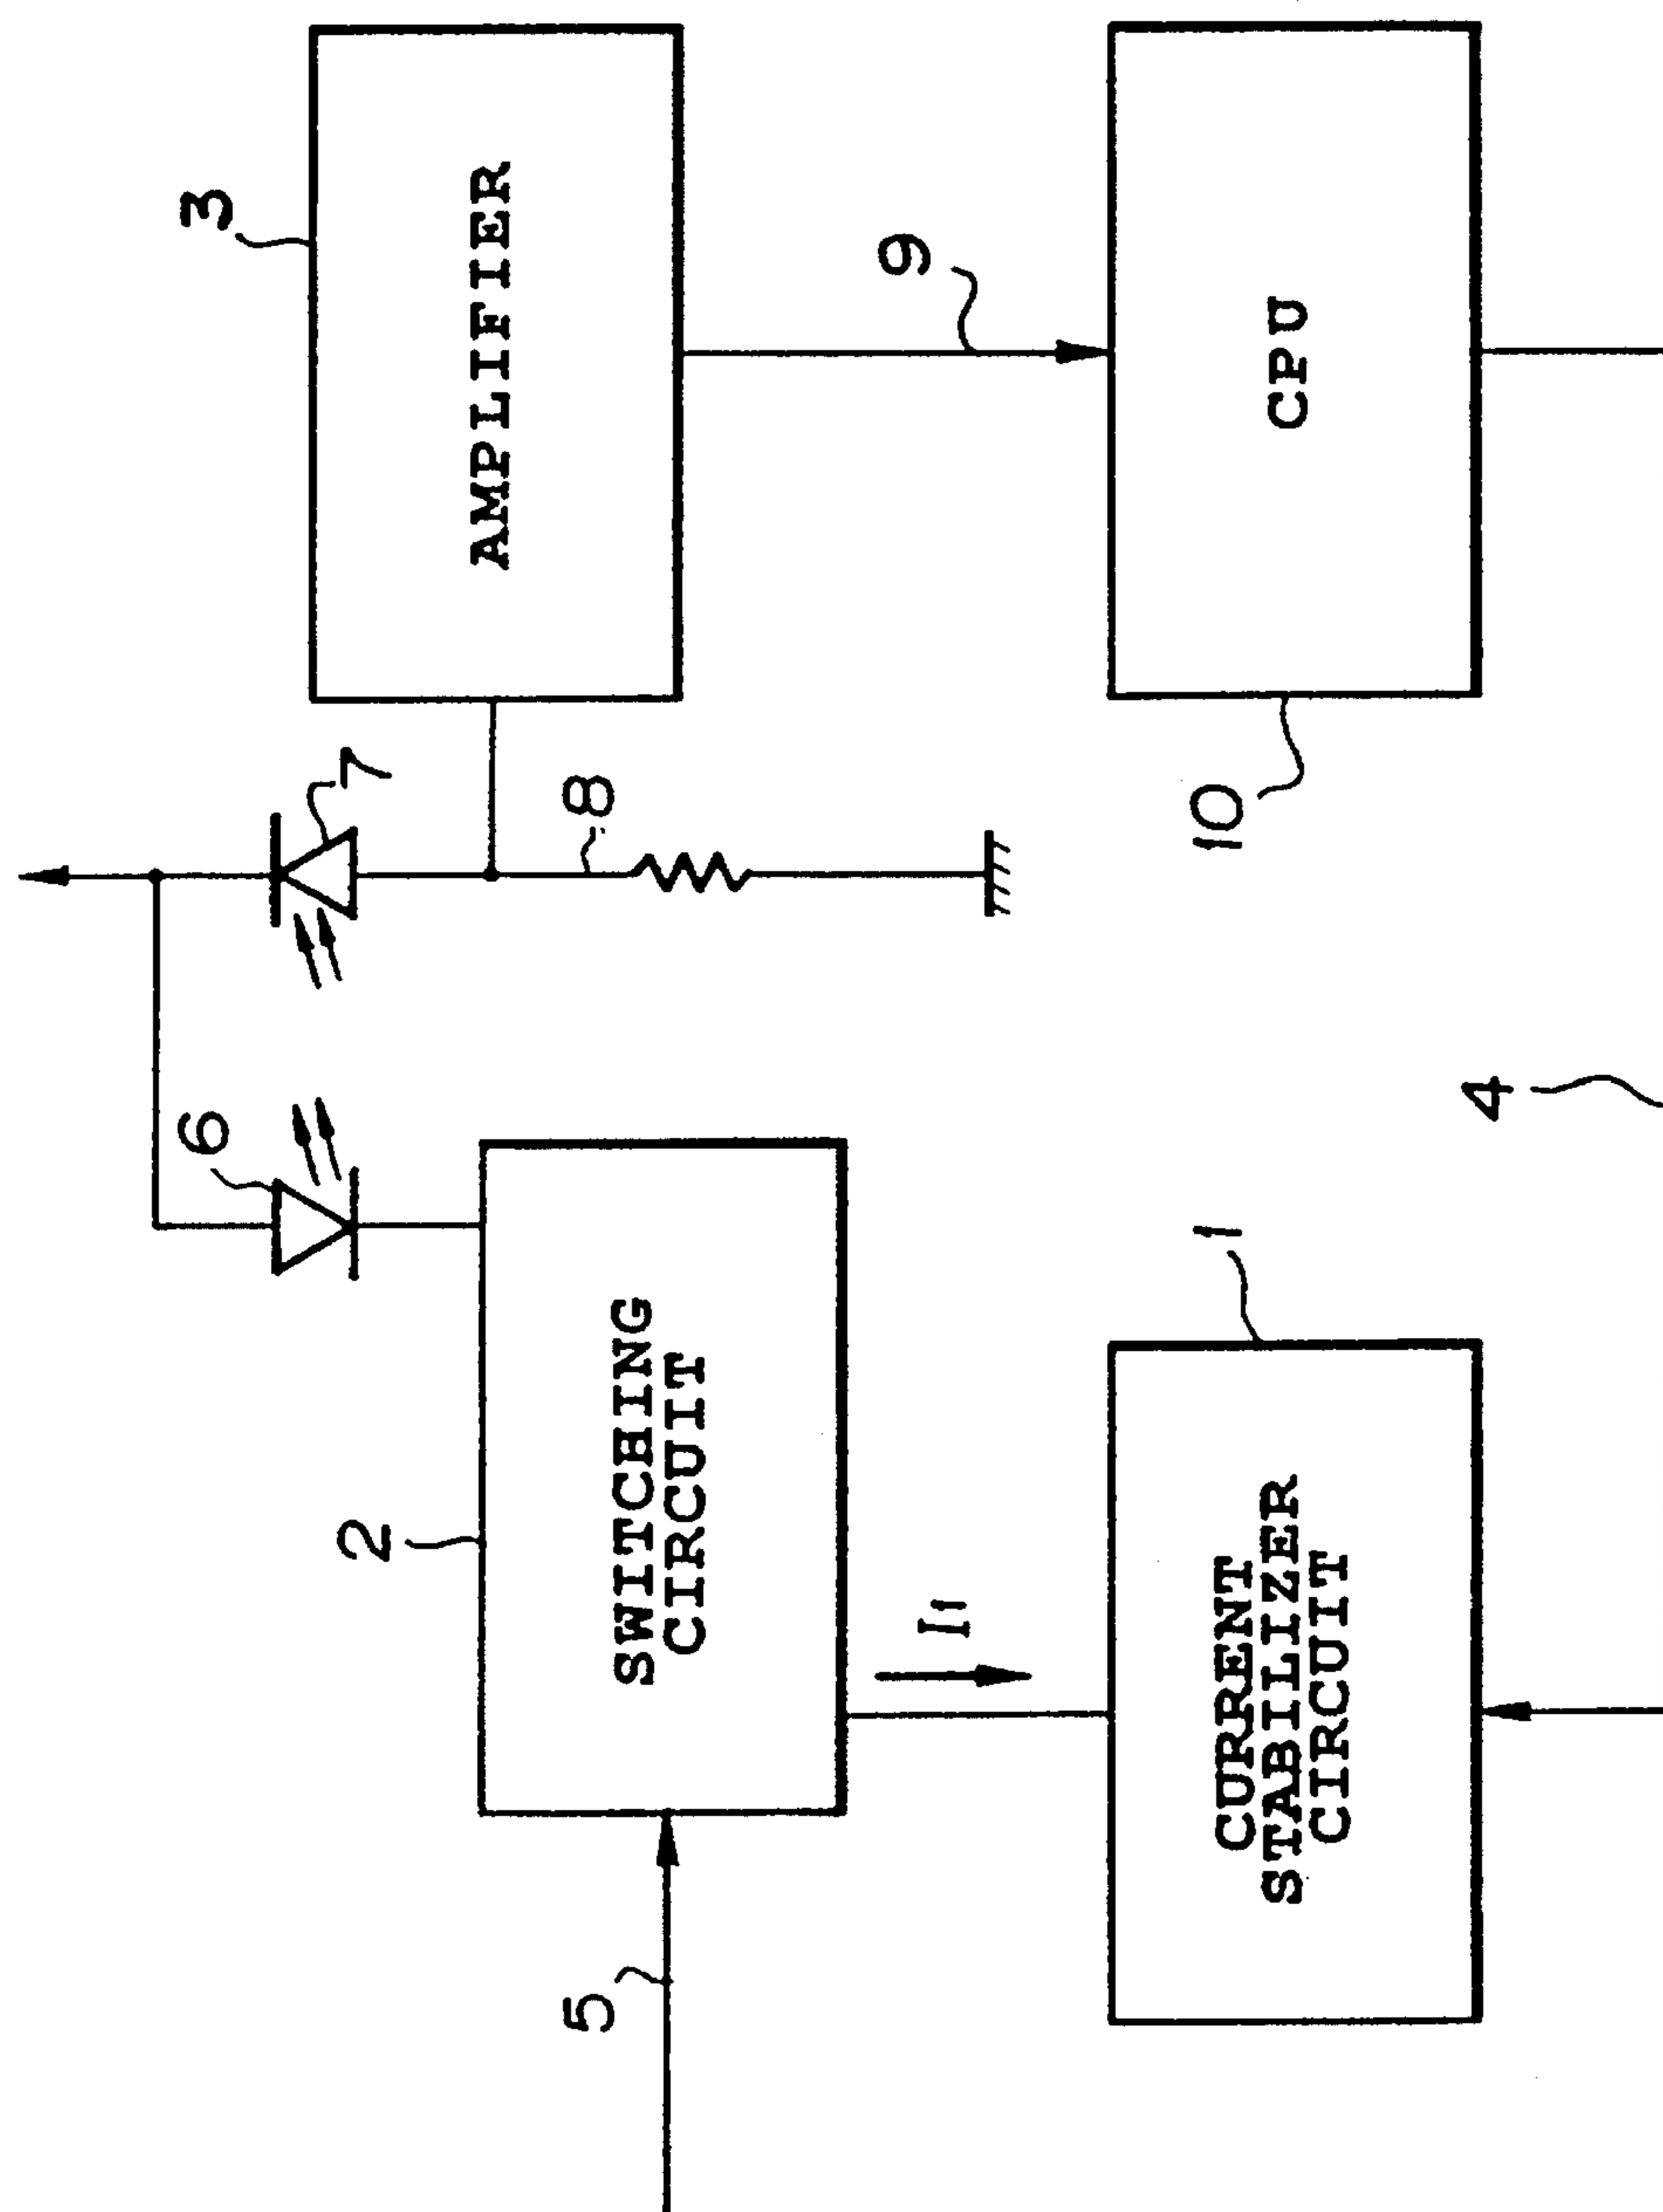 3
AMPLIFIER
9
CPU
10
7
8
6
2
SWITCHING
CIRCUIT
I1
5
4
1
CURRENT
STABILIZER
CIRCUIT